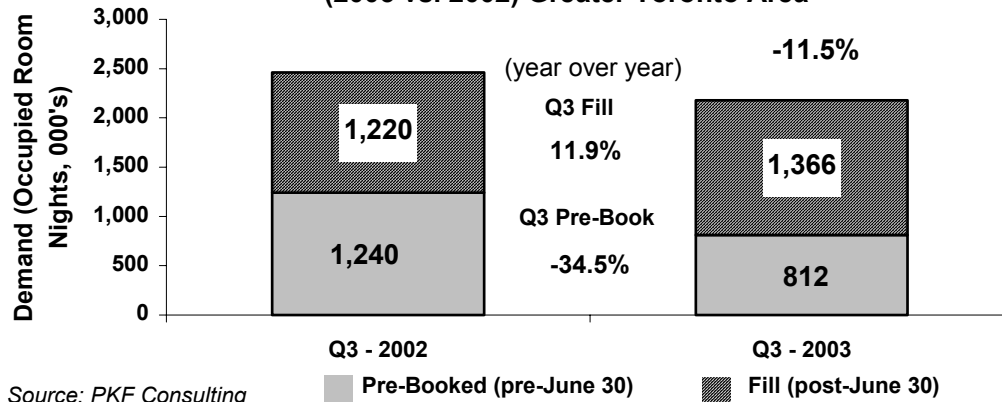 (2003 vs. 2002) Greater Toronto Area
Demand (Occupied Room
Nights, 000's)
3,000
2,500
2,000
1,500
1,000
500
0
1,220
1,240
(year over year)
Q3 Fill
11.9%
Q3 Pre-Book
-34.5%
-11.5%
1,366
812
Q3 - 2002
Q3 - 2003
Pre-Booked (pre-June 30)
Fill (post-June 30)
Source: PKF Consulting